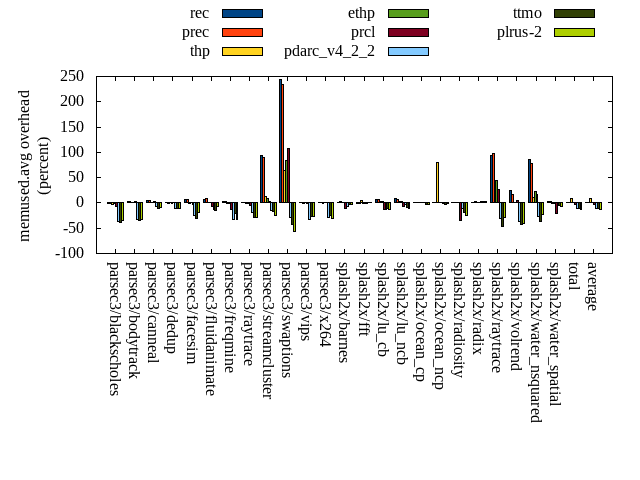 rec
prec
thp
ethp
prcl
pdarc_v4_2_2
ttmo
plrus-2
memused.avg overhead
(percent)
250
200
150
100
50
0
-50
-100
parsec3/blackscholes
parsec3/bodytrack
parsec3/canneal
parsec3/dedup
parsec3/facesim
parsec3/fluidanimate
parsec3/freqmine
parsec3/raytrace
parsec3/streamcluster
parsec3/swaptions
parsec3/vips
parsec3/x264
splash2x/barnes
splash2x/fft
splash2x/lu_cb
splash2x/lu_ncb
splash2x/ocean_cp
splash2x/ocean_ncp
splash2x/radiosity
splash2x/radix
splash2x/raytrace
splash2x/volrend
splash2x/water_nsquared
splash2x/water_spatial
total
average